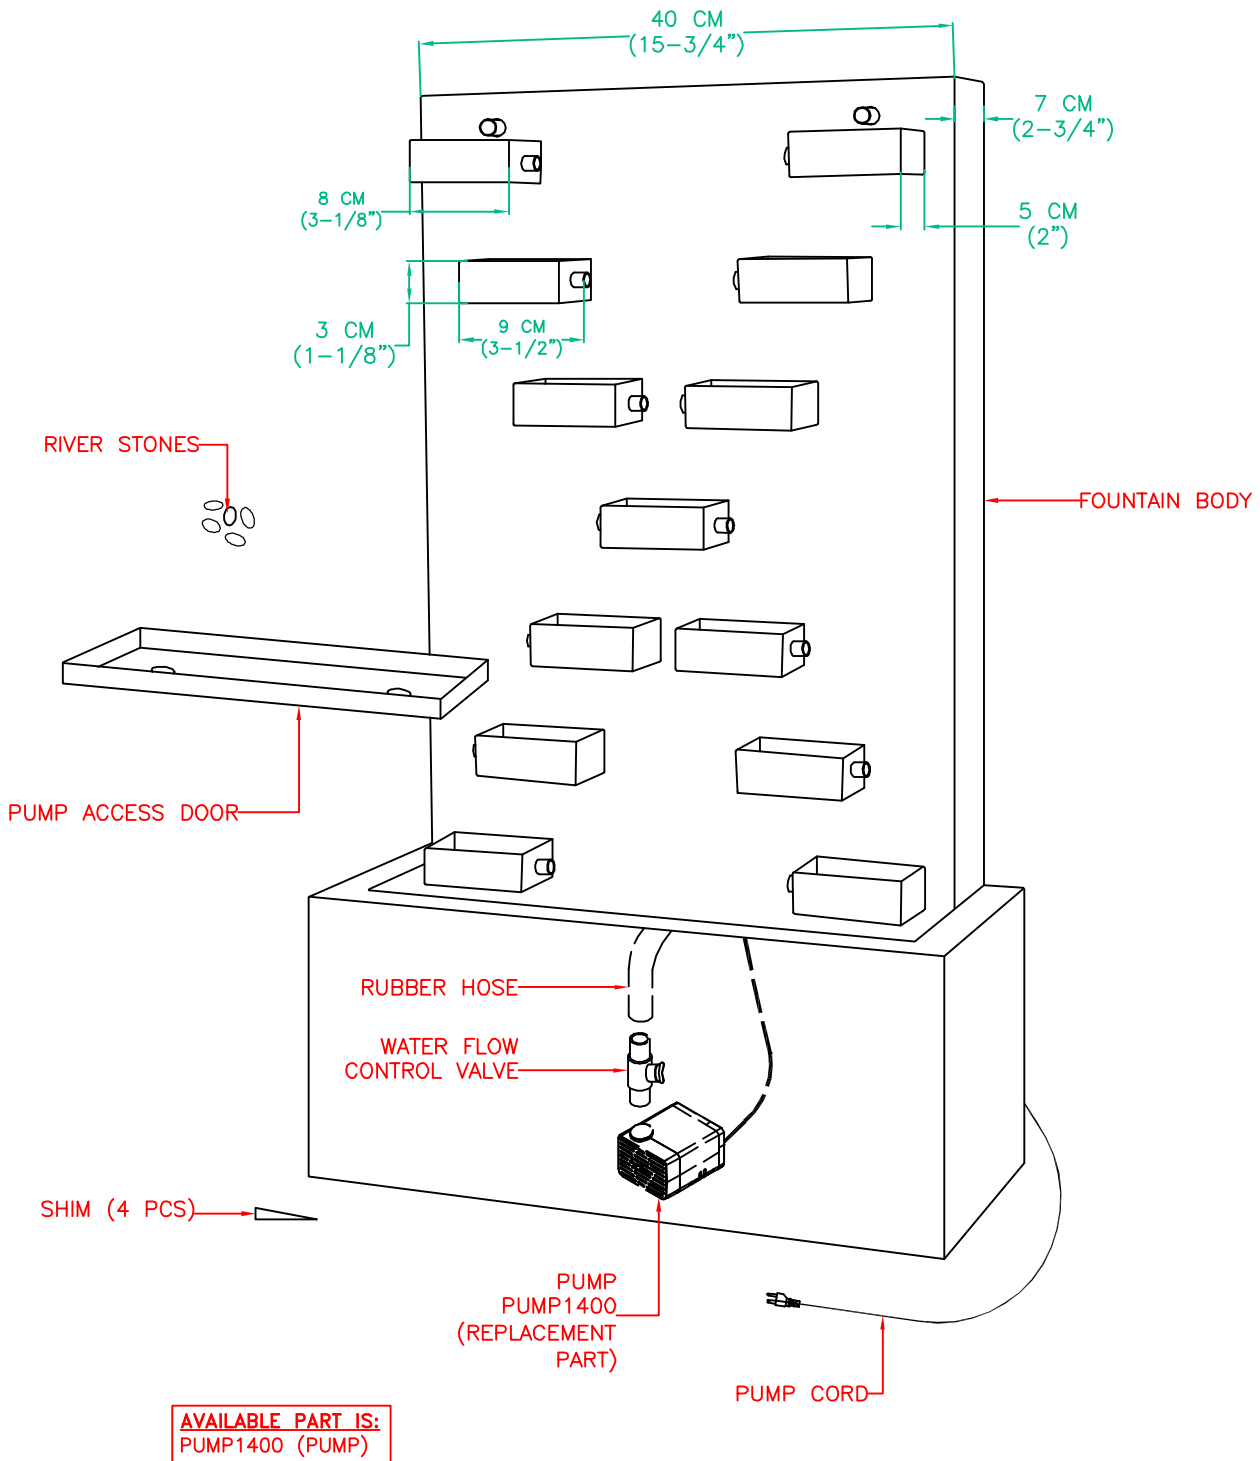 40 CM
(15-3/4")
7 CM
(2-3/4")
8 CM
(3-1/8")
5 CM
(2")
3 CM
(1-1/8")
9 CM
(3-1/2")
RIVER STONES
FOUNTAIN BODY
PUMP ACCESS DOOR
RUBBER HOSE
WATER FLOW
CONTROL VALVE
SHIM (4 PCS)
PUMP
PUMP1400
(REPLACEMENT
PART)
PUMP CORD
AVAILABLE PART IS:
PUMP1400 (PUMP)